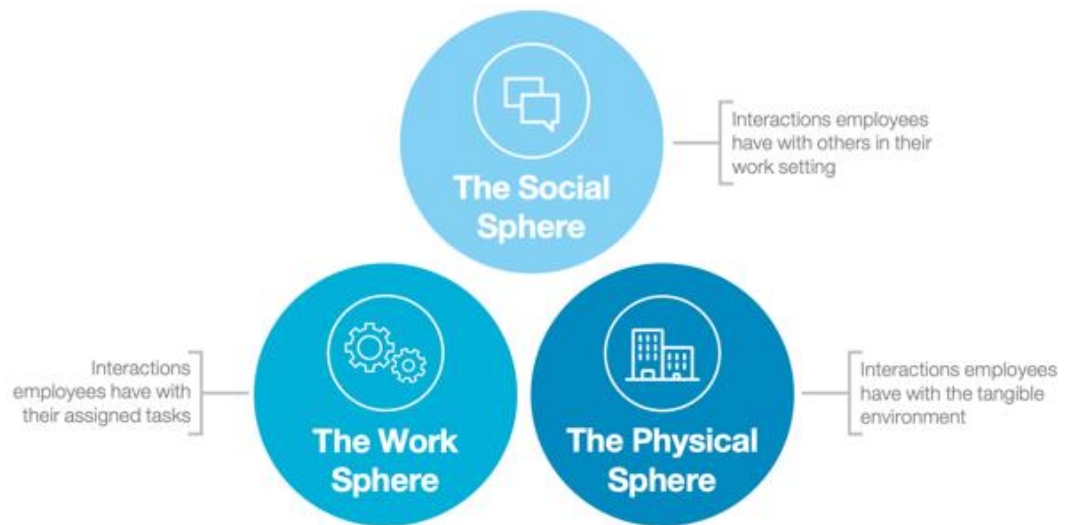 The Social
Sphere
Interactions employees
have with others in their
work setting
Interactions
employees have with
their assigned tasks
The Work
Sphere
The Physical
Sphere
Interactions employees
have with the tangible
environment